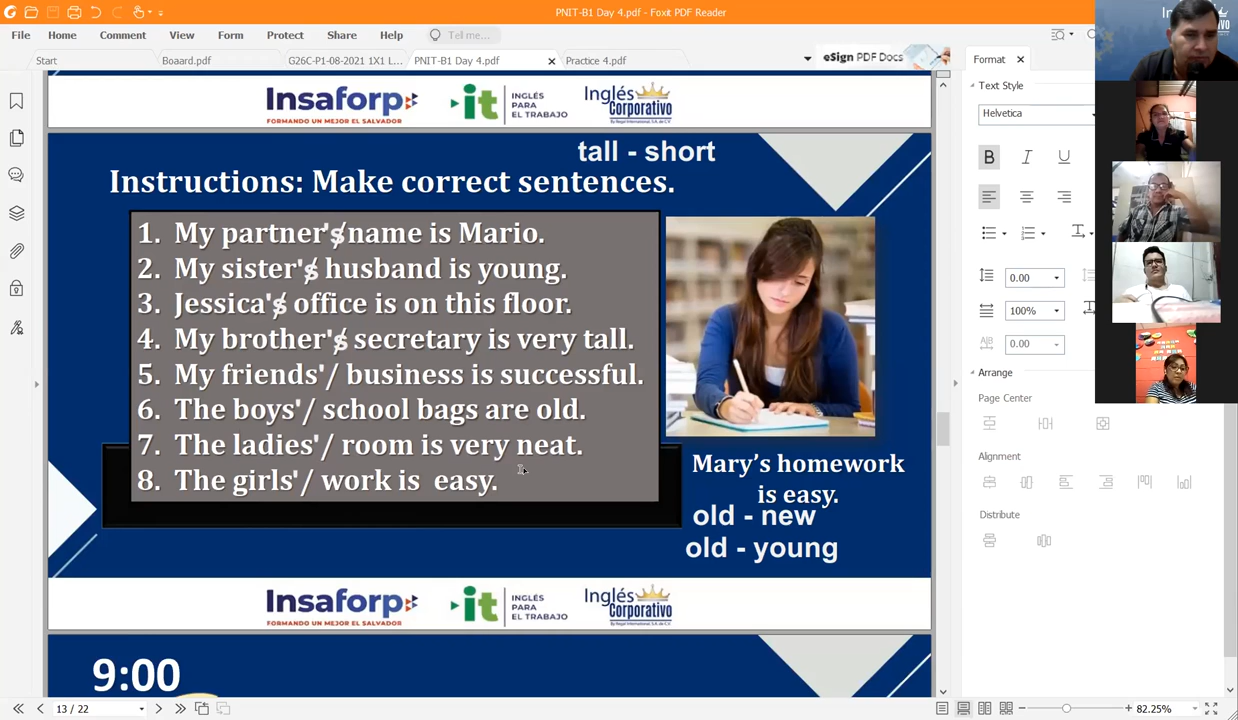 PNIT-B1 Day 4.pdf - Foxit PDF Reader
File Home Comment View Form Protect Share Help Tell me...
Start Boaard.pdf G26C-P1-08-2021 1X1 L... PNIT-B1 Day 4.pdf Practice 4.pdf eSign PDF Docs
Format
Text Style
Helvetica
B I U
0.00
100%
0.00
Arrange
Page Center
Alignment
Distribute
Insaforp
FORMANDO UN MEJOR EL SALVADOR
it
INGLÉS
PARA
EL TRABAJO
Inglés
Corporativo
tall - short
Instructions: Make correct sentences.
1. My partner's/name is Mario.
2. My sister's/ husband is young.
3. Jessica's/ office is on this floor.
4. My brother's/ secretary is very tall.
5. My friends'/ business is successful.
6. The boys'/ school bags are old.
7. The ladies'/ room is very neat.
8. The girls'/ work is easy.
Mary’s homework
is easy.
old - new
old - young
Insaforp
FORMANDO UN MEJOR EL SALVADOR
it
INGLÉS
PARA
EL TRABAJO
Inglés
Corporativo
9:00
13 / 22
82.25%